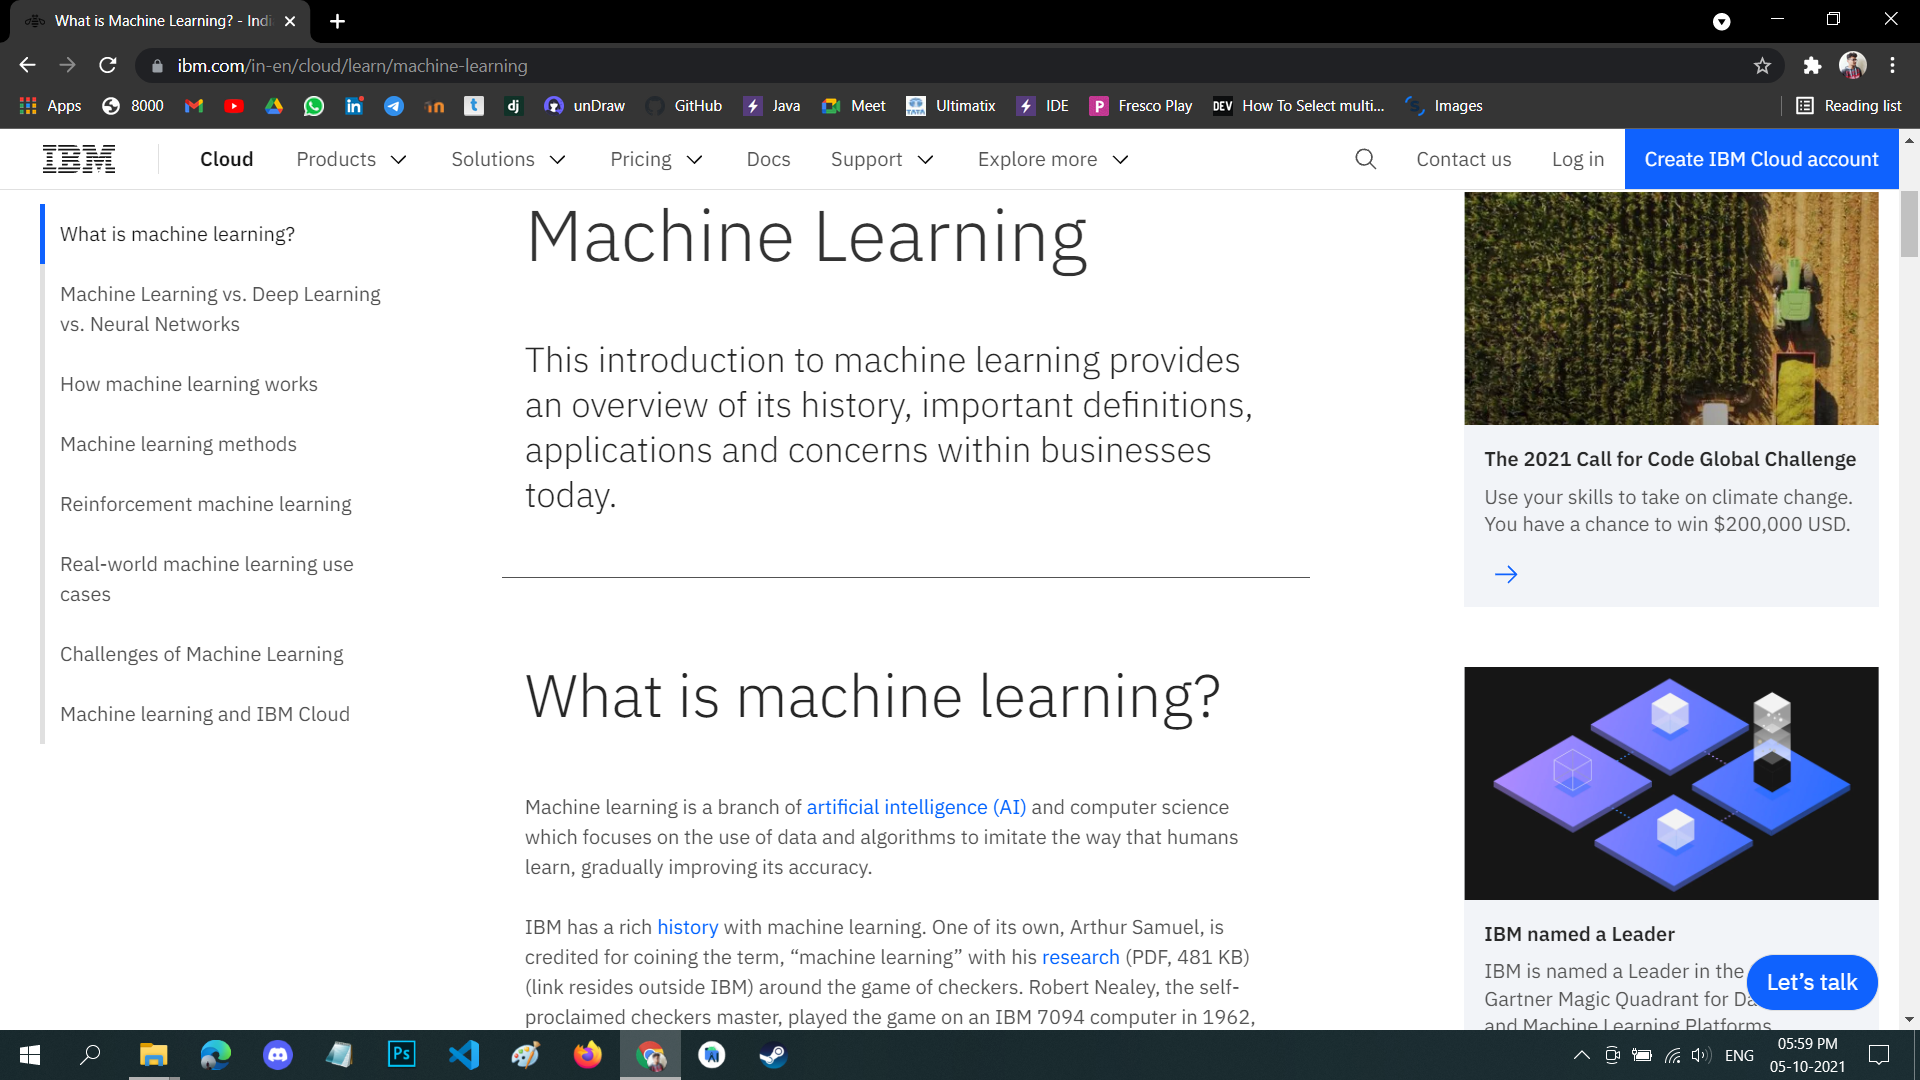 What is Machine Learning? - Indi
ibm.com/in-en/cloud/learn/machine-learning
Apps
8000
unDraw
GitHub
Java
Meet
Ultimatix
IDE
Fresco Play
DEV
How To Select multi...
Images
Reading list
IBM
Cloud
Products
Solutions
Pricing
Docs
Support
Explore more
Contact us
Log in
Create IBM Cloud account
What is machine learning?
Machine Learning vs. Deep Learning
vs. Neural Networks
How machine learning works
Machine learning methods
Reinforcement machine learning
Real-world machine learning use
cases
Challenges of Machine Learning
Machine learning and IBM Cloud
Machine Learning
This introduction to machine learning provides
an overview of its history, important definitions,
applications and concerns within businesses
today.
What is machine learning?
Machine learning is a branch of artificial intelligence (AI) and computer science
which focuses on the use of data and algorithms to imitate the way that humans
learn, gradually improving its accuracy.
IBM has a rich history with machine learning. One of its own, Arthur Samuel, is
credited for coining the term, “machine learning” with his research (PDF, 481 KB)
(link resides outside IBM) around the game of checkers. Robert Nealey, the self-
proclaimed checkers master, played the game on an IBM 7094 computer in 1962,
The 2021 Call for Code Global Challenge
Use your skills to take on climate change.
You have a chance to win $200,000 USD.
IBM named a Leader
IBM is named a Leader in the
Gartner Magic Quadrant for Da
and Machine Learning Platforms
Let’s talk
Ps
ENG
05:59 PM
05-10-2021